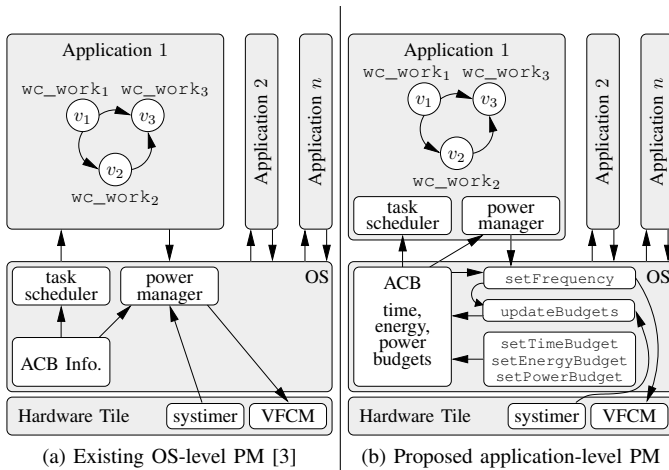 Application 1
wc_work1 wc_work3
v1 v3
v2
wc_work2
Application 2
Application n
task
scheduler
power
manager
OS
ACB Info.
Hardware Tile
systimer
VFCM
(a) Existing OS-level PM [3]
Application 1
wc_work1 wc_work3
v1 v3
v2
wc_work2
Application 2
Application n
task
scheduler
power
manager
OS
ACB
time,
energy,
power
budgets
setFrequency
updateBudgets
setTimeBudget
setEnergyBudget
setPowerBudget
Hardware Tile
systimer
VFCM
(b) Proposed application-level PM